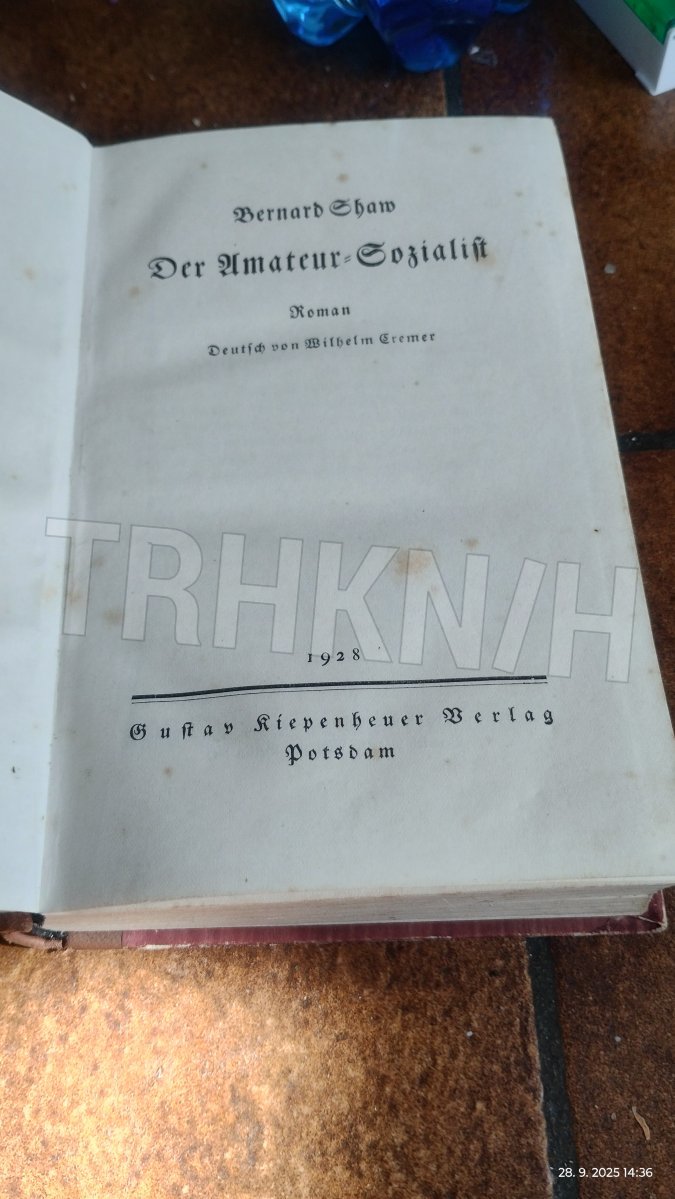 Bernard Shaw
Der Amateur-Sozialist
Roman
Deutsch von Wilhelm Cremer
TRHKN/H
1928
Gustav Kiepenheuer Verlag
Potsdam
28. 9. 2025 14:36